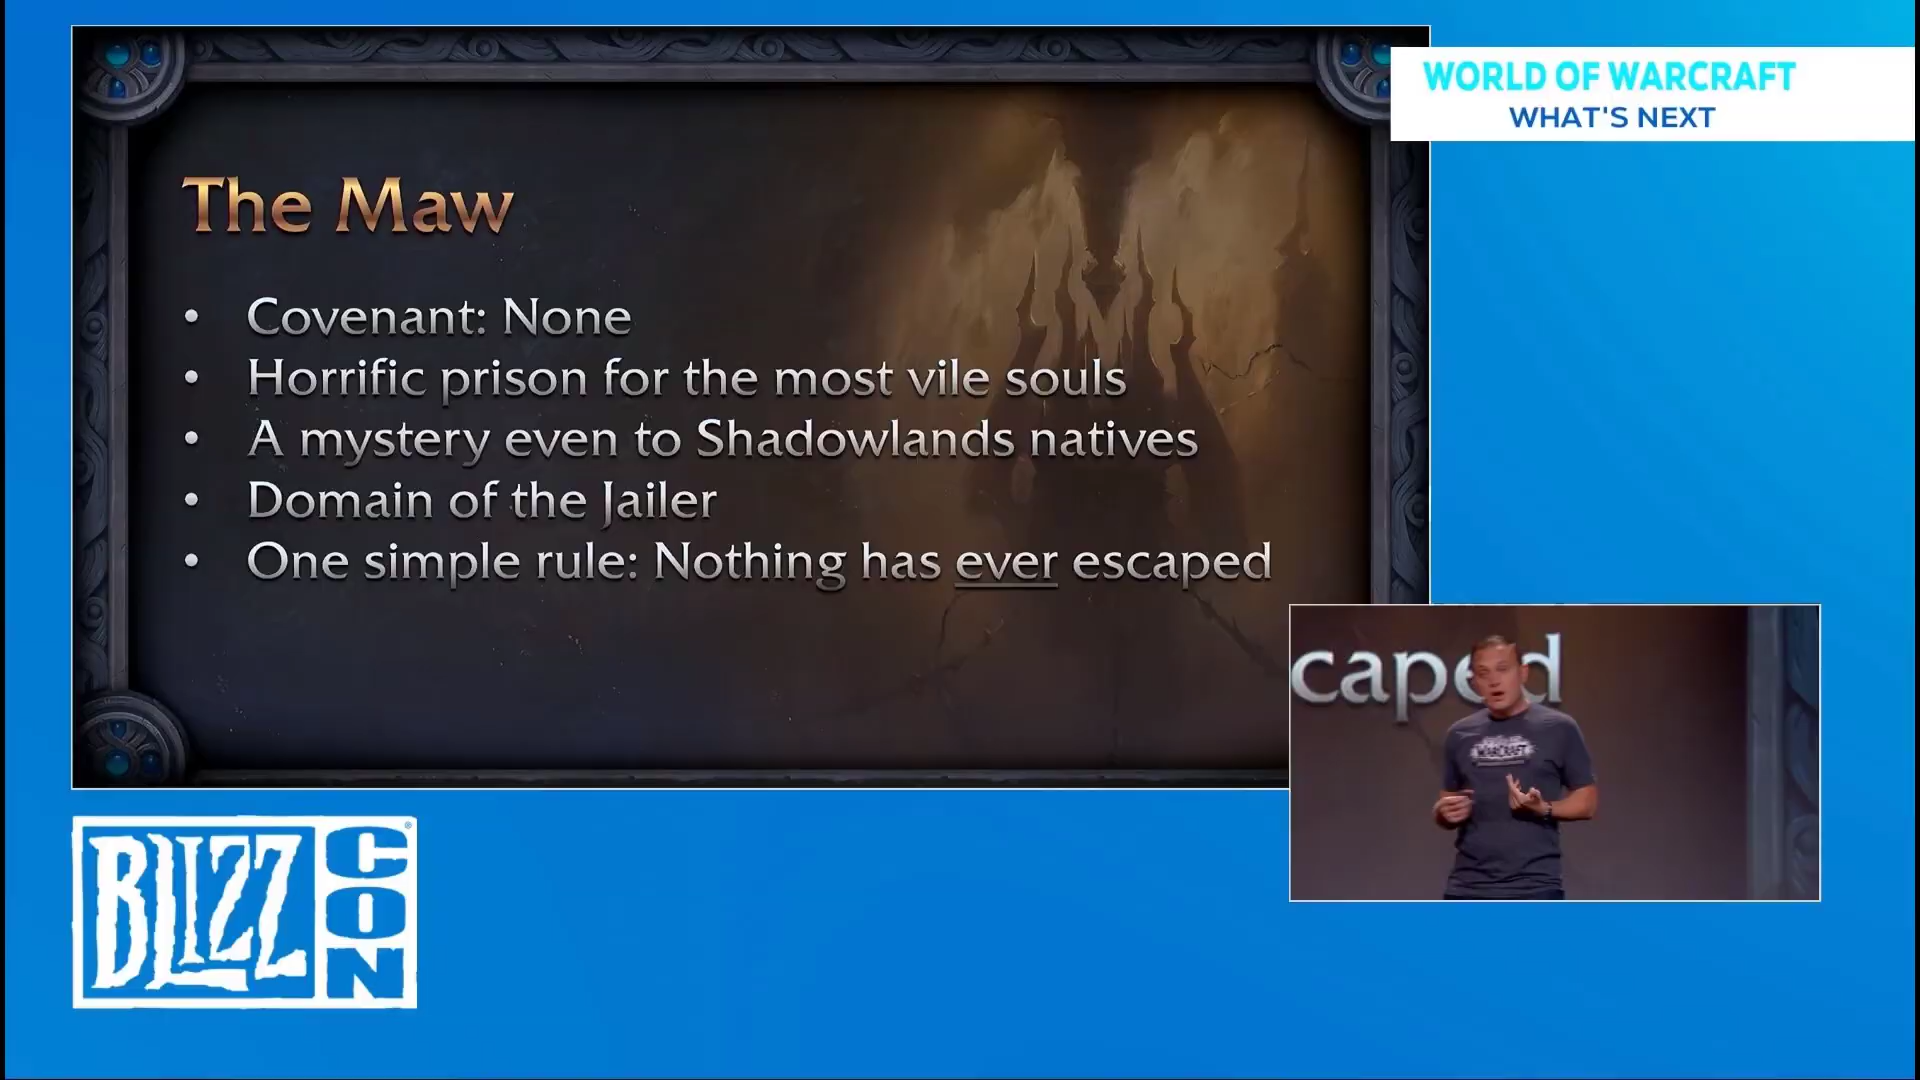 WORLD OF WARCRAFT
WHAT'S NEXT
The Maw
• Covenant: None
• Horrific prison for the most vile souls
• A mystery even to Shadowlands natives
• Domain of the Jailer
• One simple rule: Nothing has ever escaped
caped
WARCRAFT
BLIZZ
CON